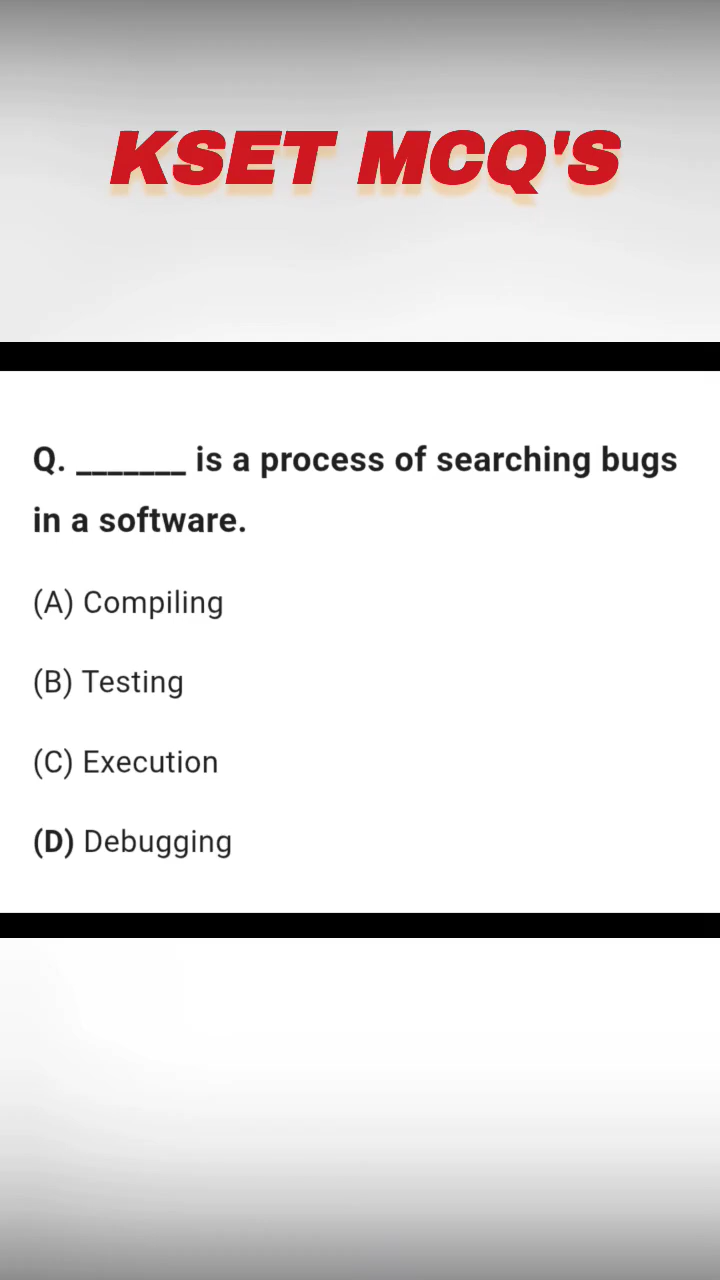 KSET MCQ'S
Q. _______ is a process of searching bugs
in a software.
(A) Compiling
(B) Testing
(C) Execution
(D) Debugging